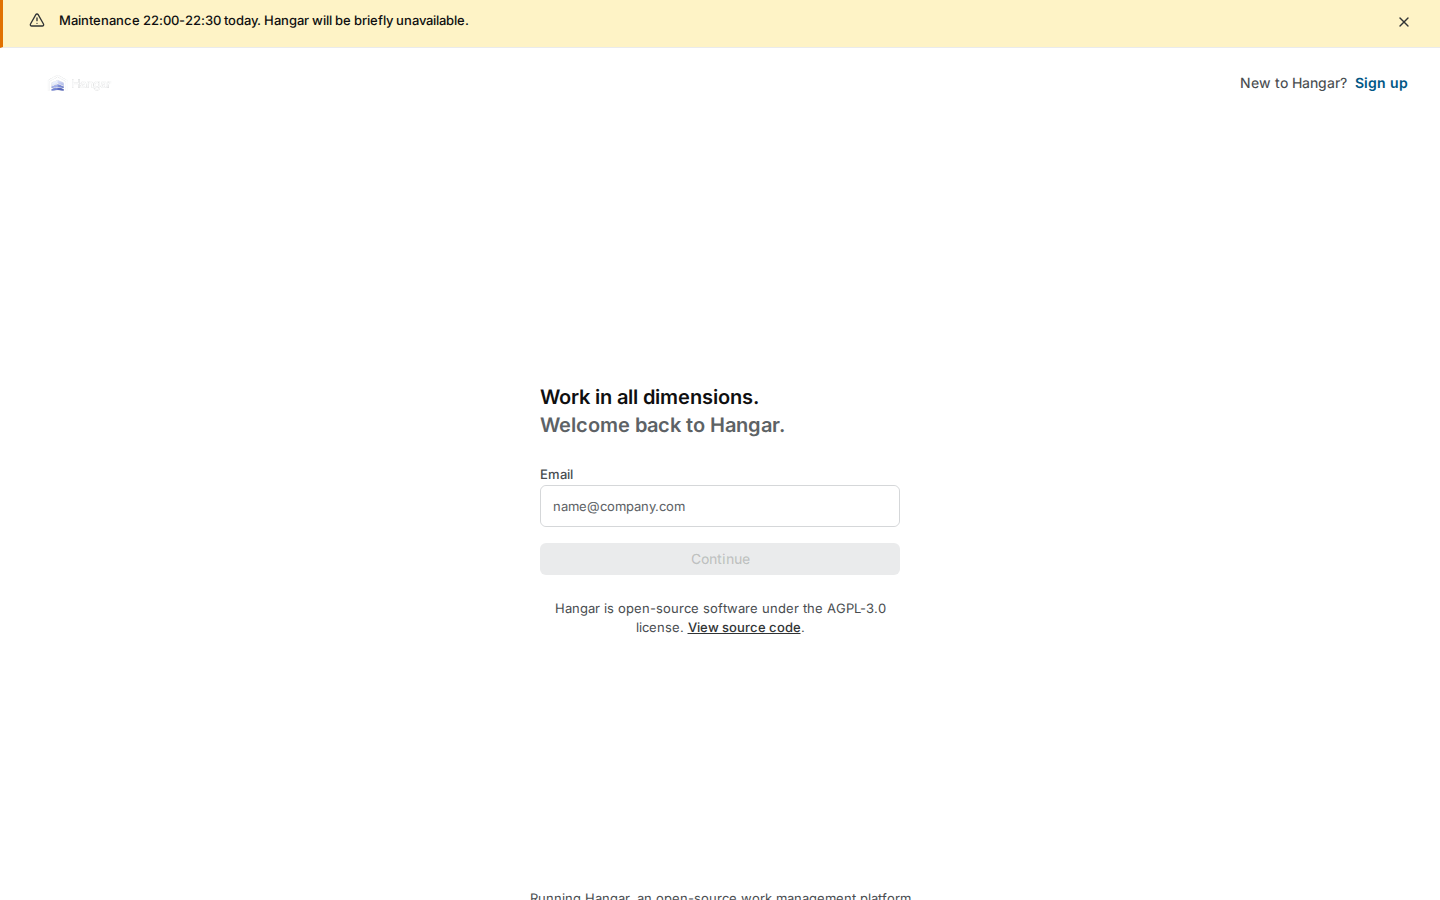 Maintenance 22:00-22:30 today. Hangar will be briefly unavailable.
Hangar
New to Hangar? Sign up
Work in all dimensions.
Welcome back to Hangar.
Email
name@company.com
Continue
Hangar is open-source software under the AGPL-3.0
license. View source code.
Running Hangar, an open-source work management platform